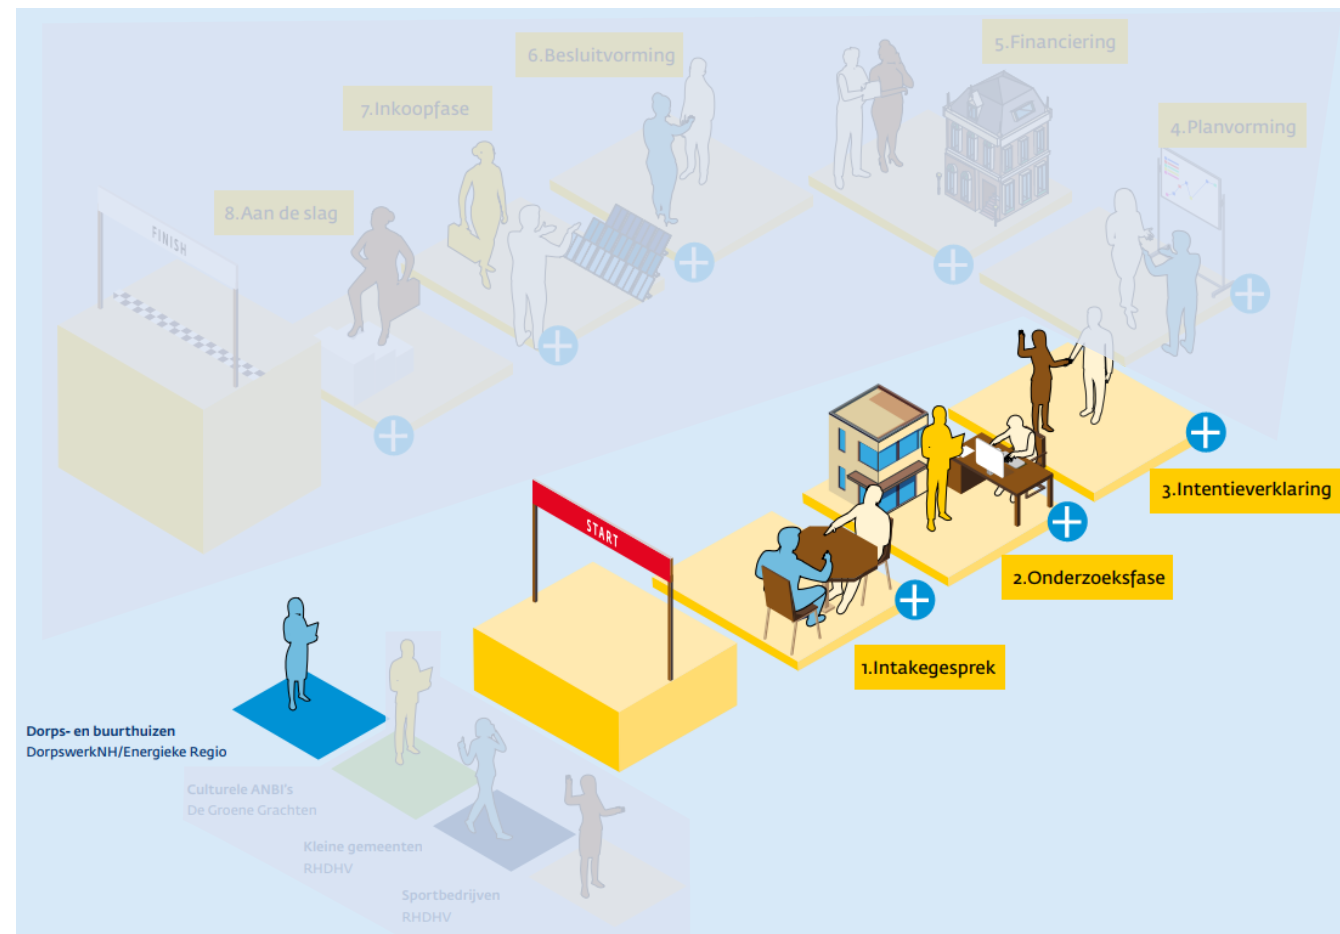 6.Besluitvorming
5.Financiering
7.Inkoopfase
4.Planvorming
8.Aan de slag
FINISH
3.Intentieverklaring
START
2.Onderzoeksfase
1.Intakegesprek
Dorps- en buurthuizen
DorpswerkNH/Energieke Regio
Culturele ANBI's
De Groene Grachten
Kleine gemeenten
RHDHV
Sportbedrijven
RHDHV